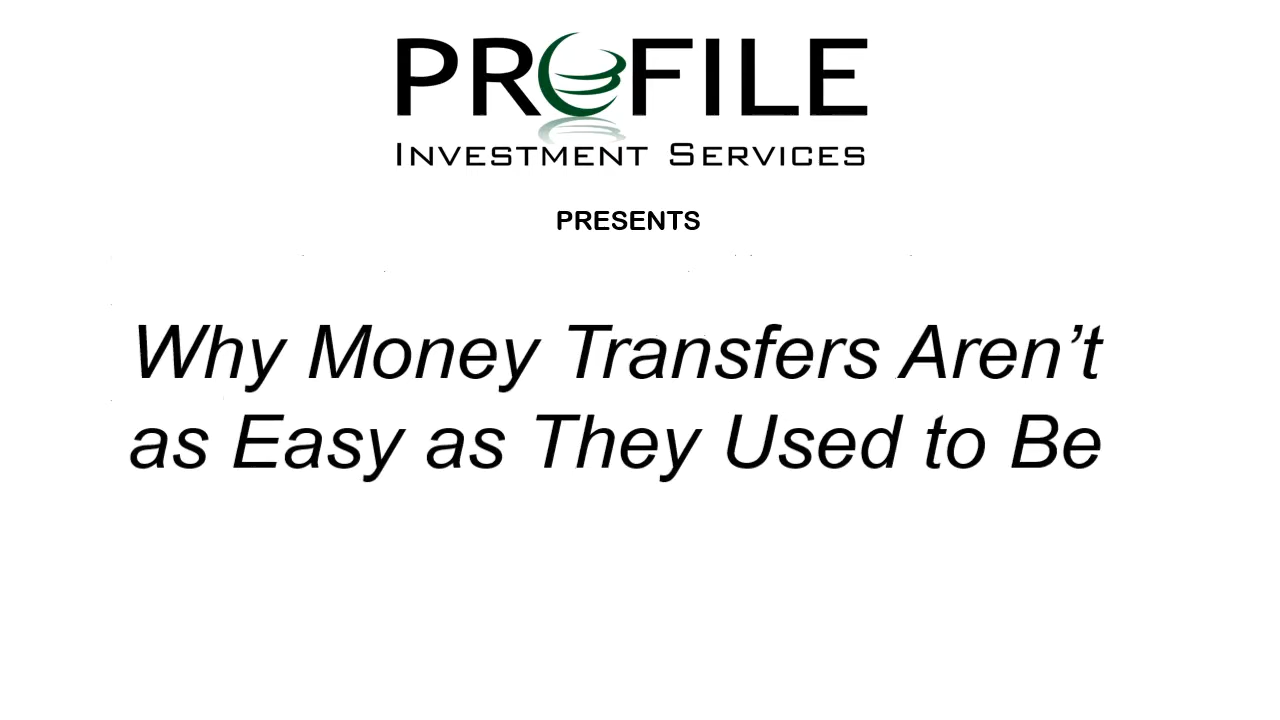 PROFILE
INVESTMENT SERVICES
PRESENTS
Why Money Transfers Aren’t
as Easy as They Used to Be